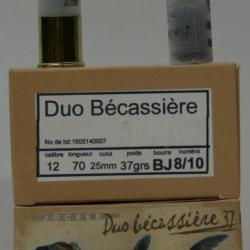 Duo Bécassière
No de lot:1505140007
calibre longueur culot poids bourre numéro
12 70 25mm 37grs BJ 8/10
JOCKER
Duo bécassière 37